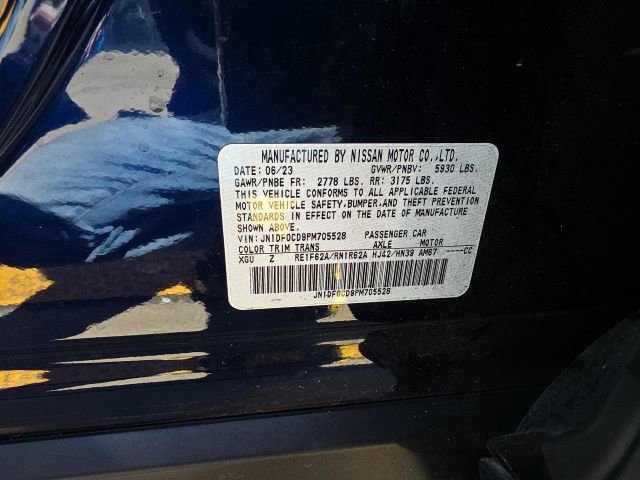 MANUFACTURED BY NISSAN MOTOR CO.,LTD.
DATE: 06/23 GVWR/PNBV: 5930 LBS.
GAWR/PNBE FR: 2778 LBS. RR: 3175 LBS.
THIS VEHICLE CONFORMS TO ALL APPLICABLE FEDERAL
MOTOR VEHICLE SAFETY,BUMPER,AND THEFT PREVENTION
STANDARDS IN EFFECT ON THE DATE OF MANUFACTURE
SHOWN ABOVE.
VIN: JN1DF0CD9PM705528 PASSENGER CAR
COLOR TRIM TRANS AXLE MOTOR
XGU Z RE1F62A/RN1R62A HJ42/HN39 AM67 -----CC
JN1DF0CD9PM705528